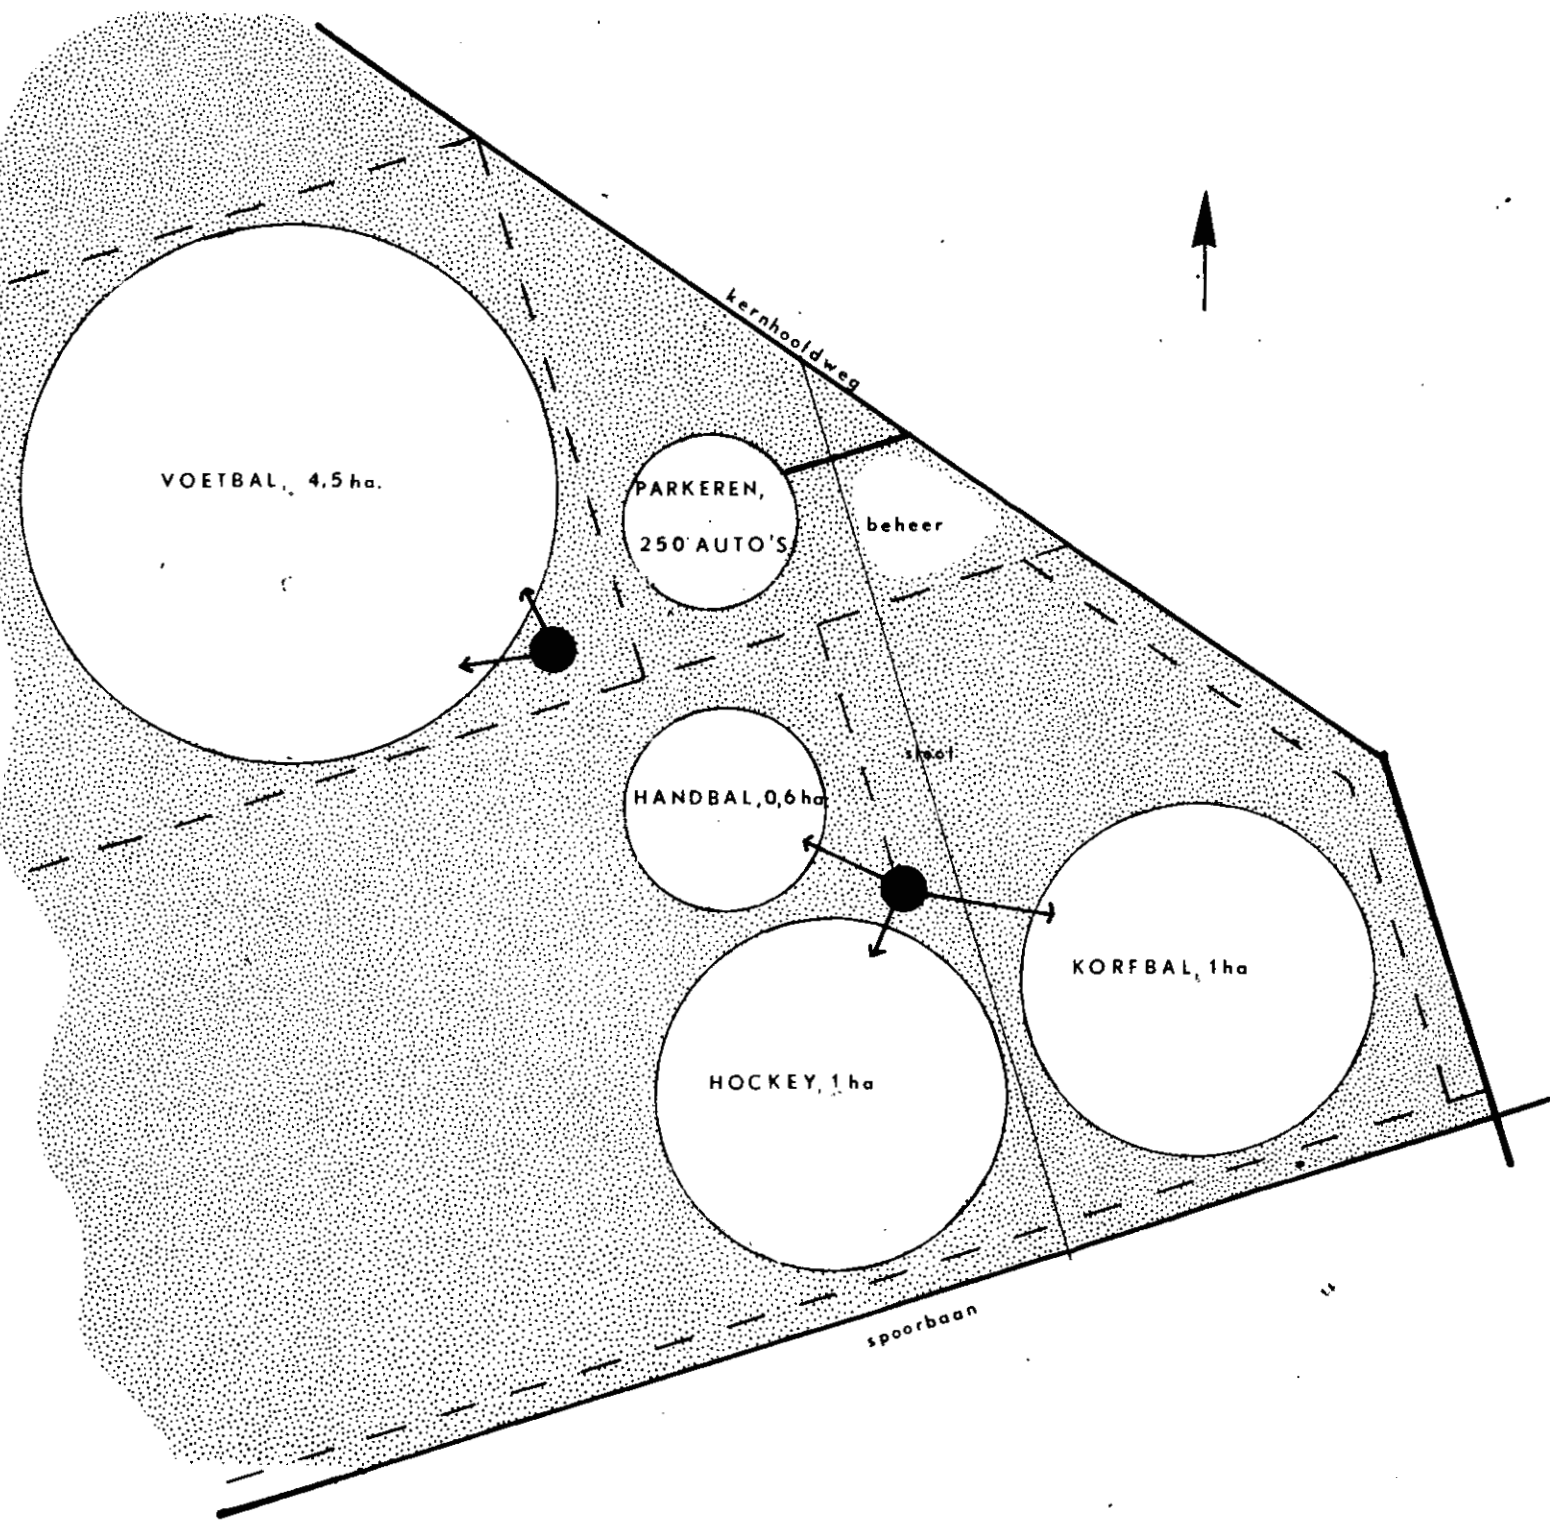 kernhoofdweg
VOETBAL, 4,5 ha.
PARKEREN,
250 AUTO'S
beheer
sloot
HANDBAL, 0,6 ha
KORFBAL, 1 ha
HOCKEY, 1 ha
spoorbaan